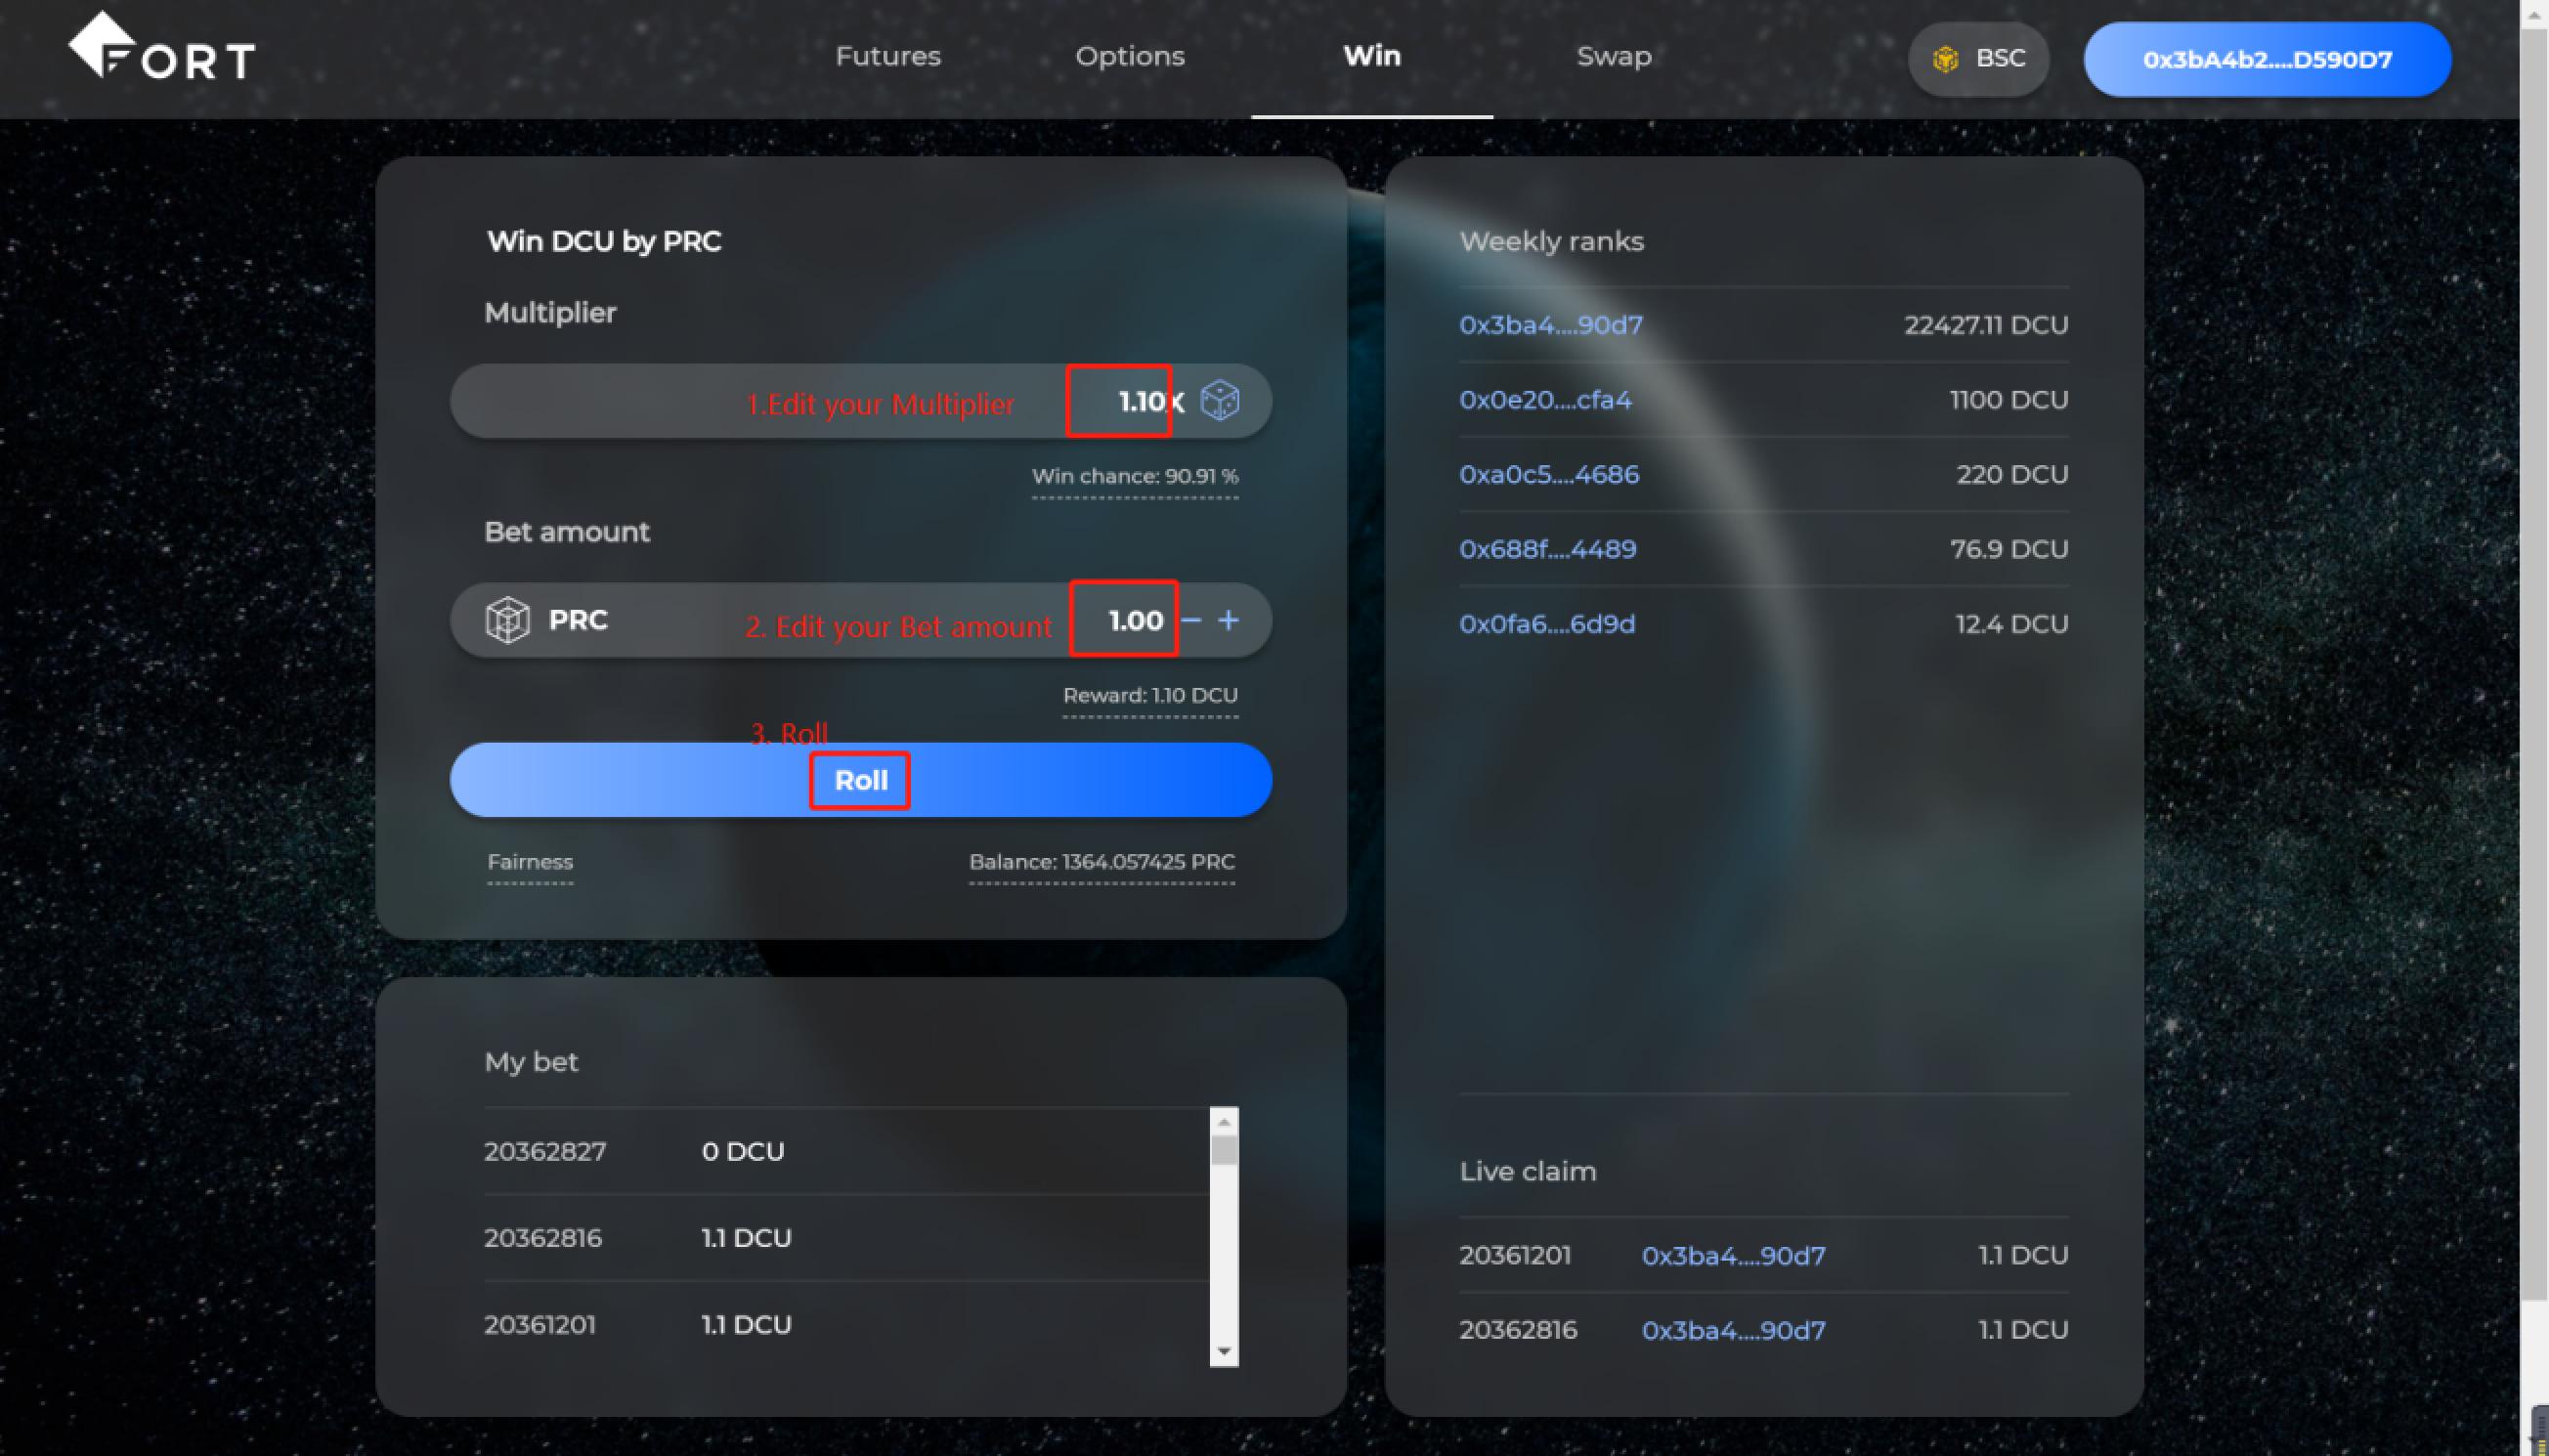 FORT
Futures
Options
Win
Swap
BSC
0x3bA4b2....D590D7
Win DCU by PRC
Multiplier
1.Edit your Multiplier
1.10X
Win chance: 90.91 %
Bet amount
PRC
2. Edit your Bet amount
1.00 − +
Reward: 1.10 DCU
3. Roll
Roll
Fairness
Balance: 1364.057425 PRC
My bet
20362827 0 DCU
20362816 1.1 DCU
20361201 1.1 DCU
Weekly ranks
0x3ba4....90d7 22427.11 DCU
0x0e20....cfa4 1100 DCU
0xa0c5....4686 220 DCU
0x688f....4489 76.9 DCU
0x0fa6....6d9d 12.4 DCU
Live claim
20361201 0x3ba4....90d7 1.1 DCU
20362816 0x3ba4....90d7 1.1 DCU